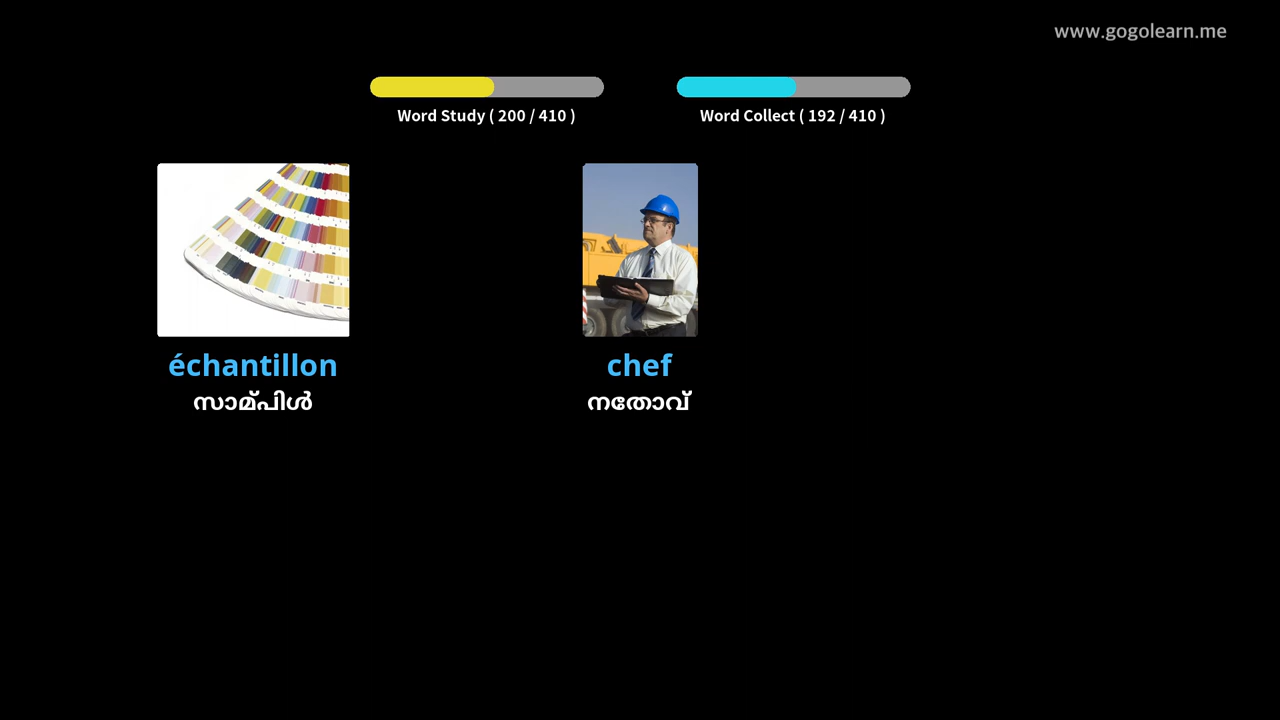 www.gogolearn.me
Word Study ( 200 / 410 )
Word Collect ( 192 / 410 )
échantillon
chef
സാമ്പിൾ
നതോവ്